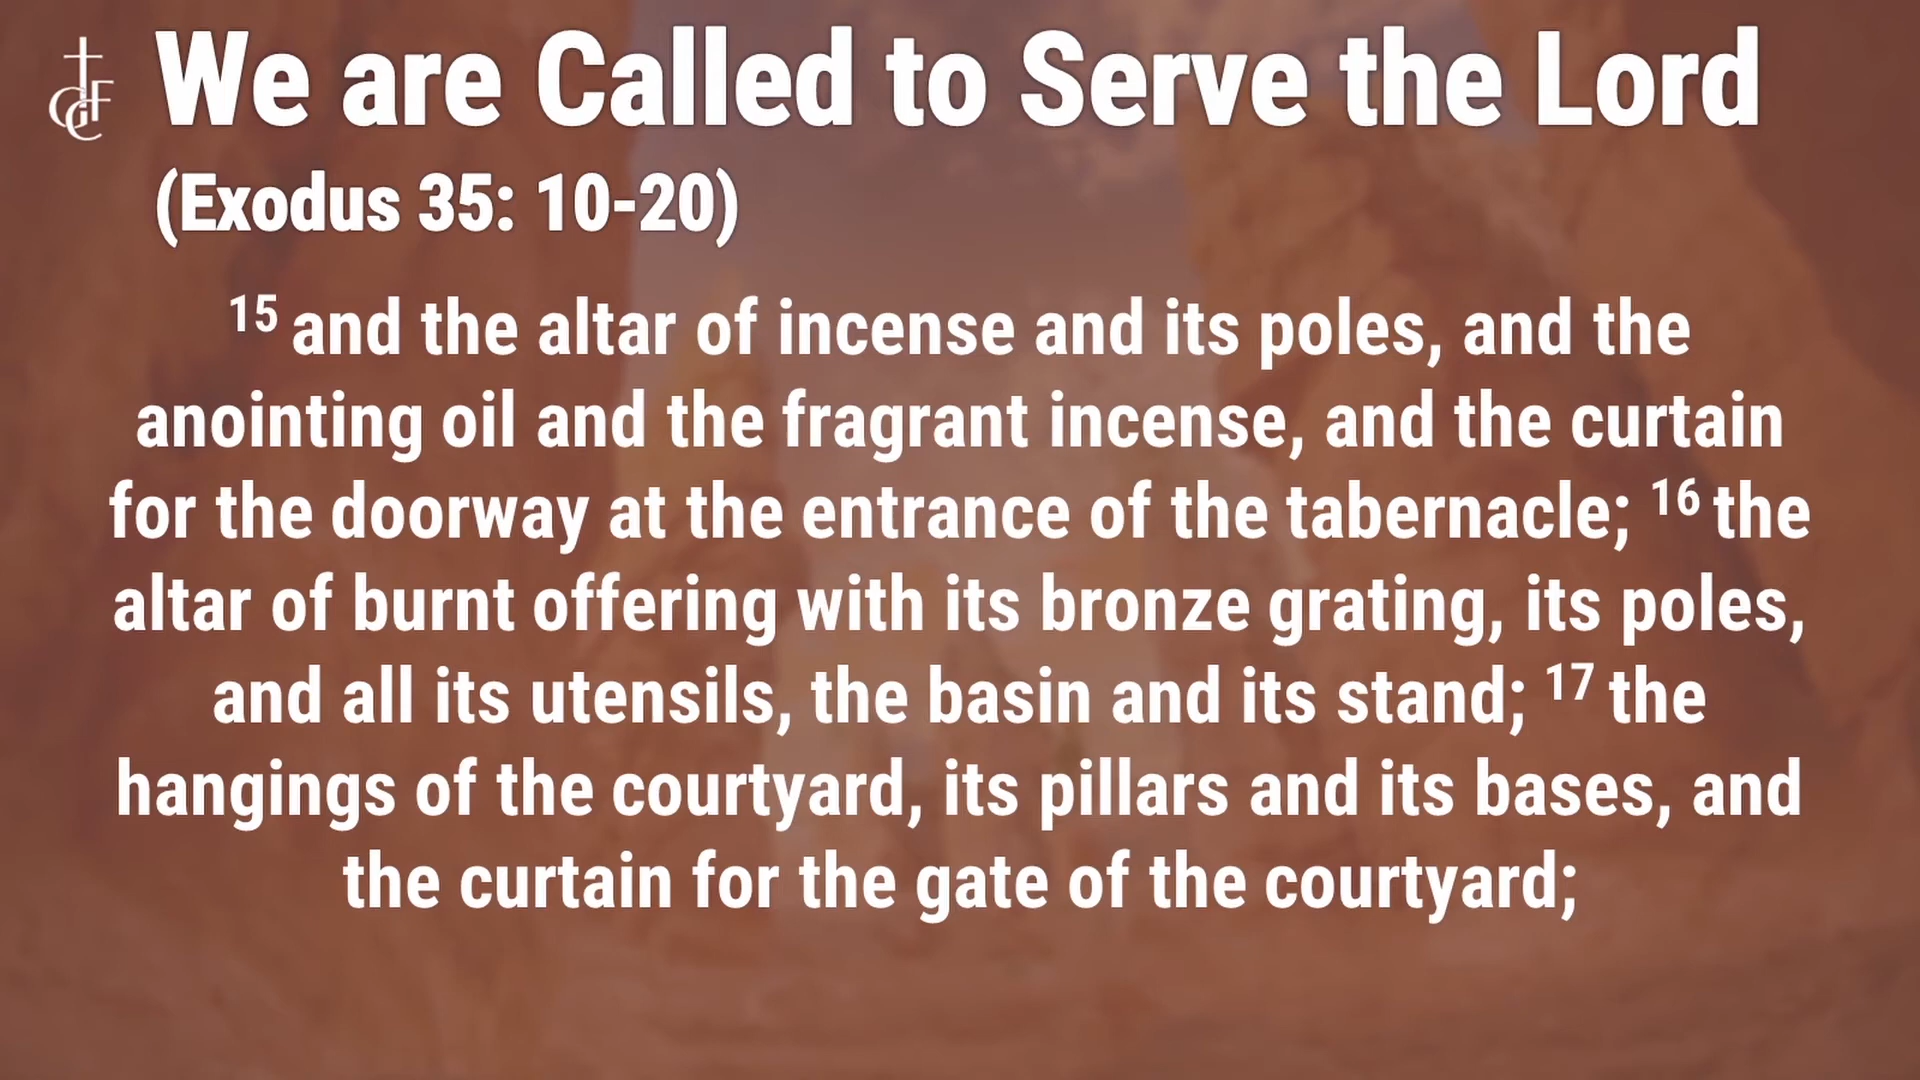 We are Called to Serve the Lord
(Exodus 35: 10-20)
15 and the altar of incense and its poles, and the
anointing oil and the fragrant incense, and the curtain
for the doorway at the entrance of the tabernacle; 16 the
altar of burnt offering with its bronze grating, its poles,
and all its utensils, the basin and its stand; 17 the
hangings of the courtyard, its pillars and its bases, and
the curtain for the gate of the courtyard;